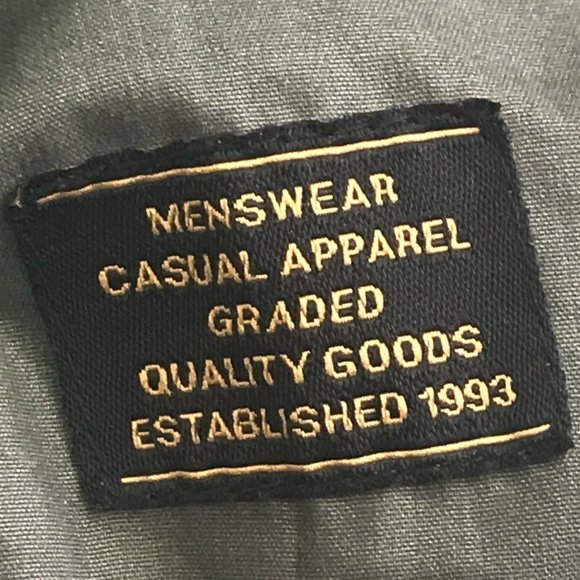 MENSWEAR
CASUAL APPAREL
GRADED
QUALITY GOODS
ESTABLISHED 1993